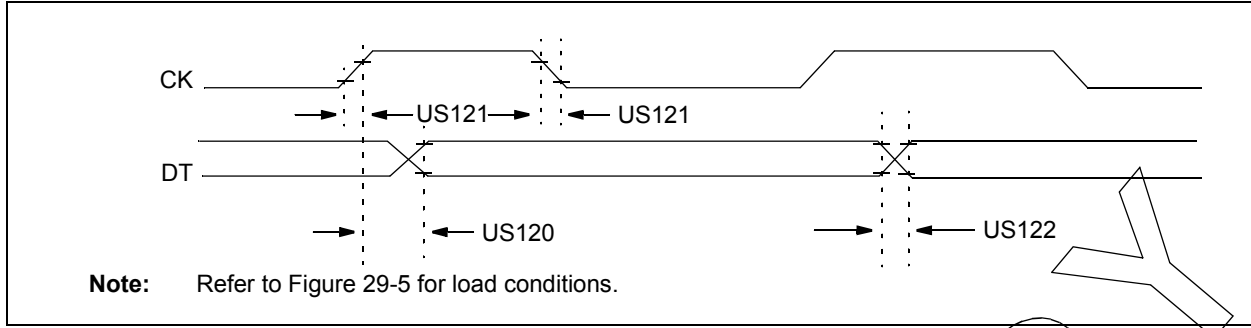 CK
US121 US121
DT
US120 US122
Note: Refer to Figure 29-5 for load conditions.